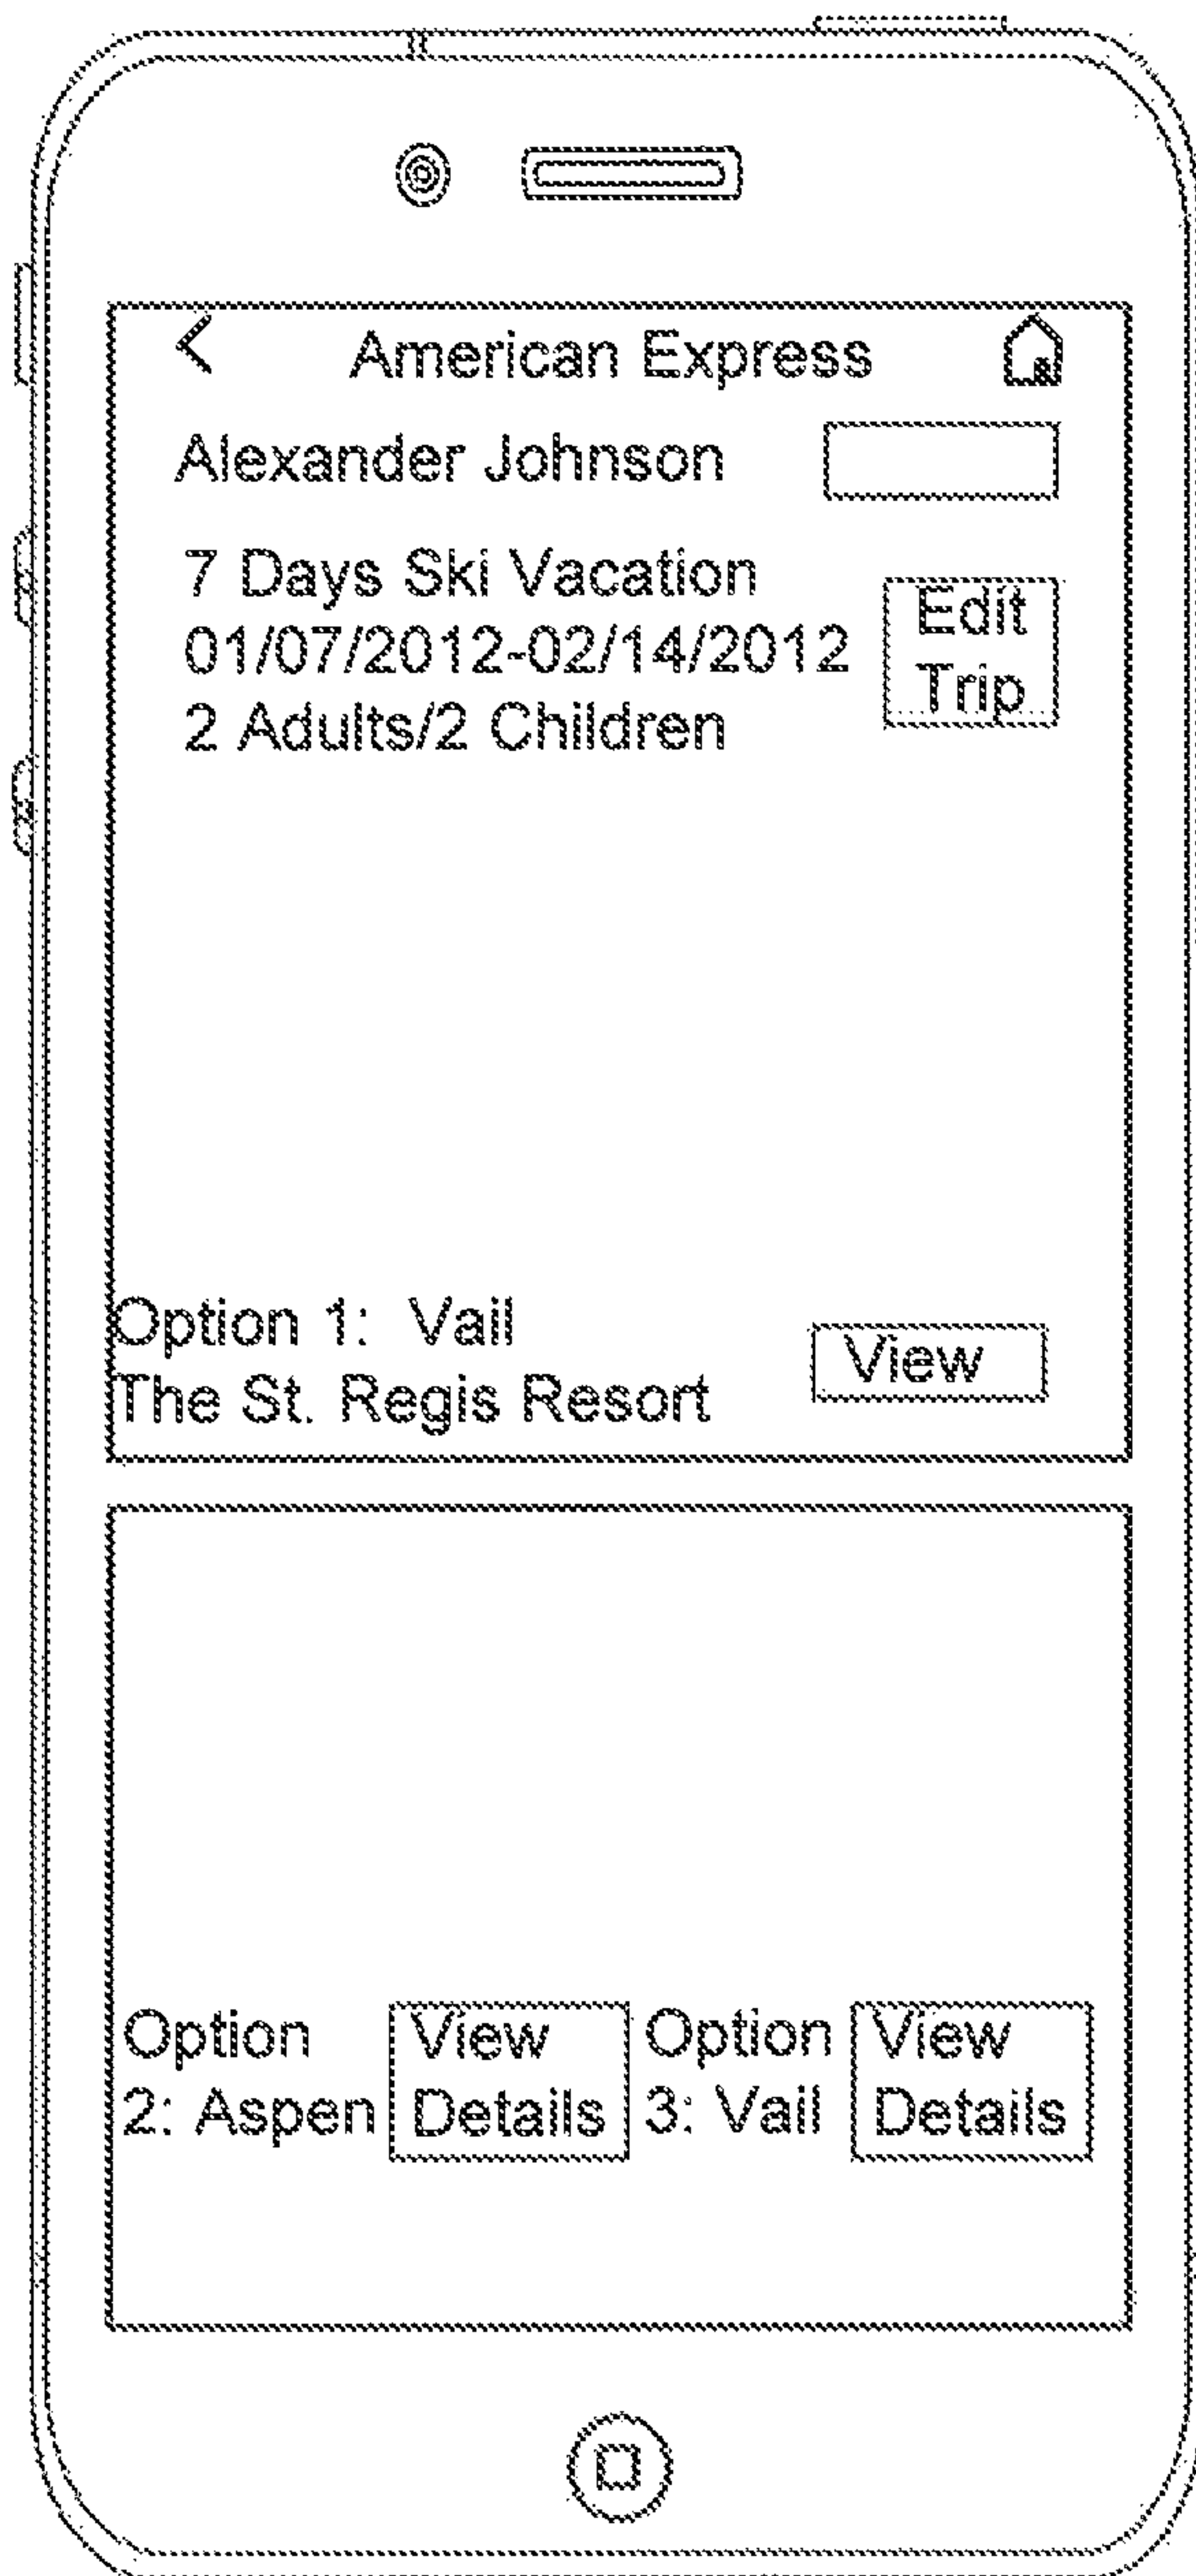 American Express
Alexander Johnson
7 Days Ski Vacation
01/07/2012-02/14/2012
2 Adults/2 Children
Edit
Trip
Option 1: Vail
The St. Regis Resort
View
Option
2: Aspen
View
Details
Option
3: Vail
View
Details